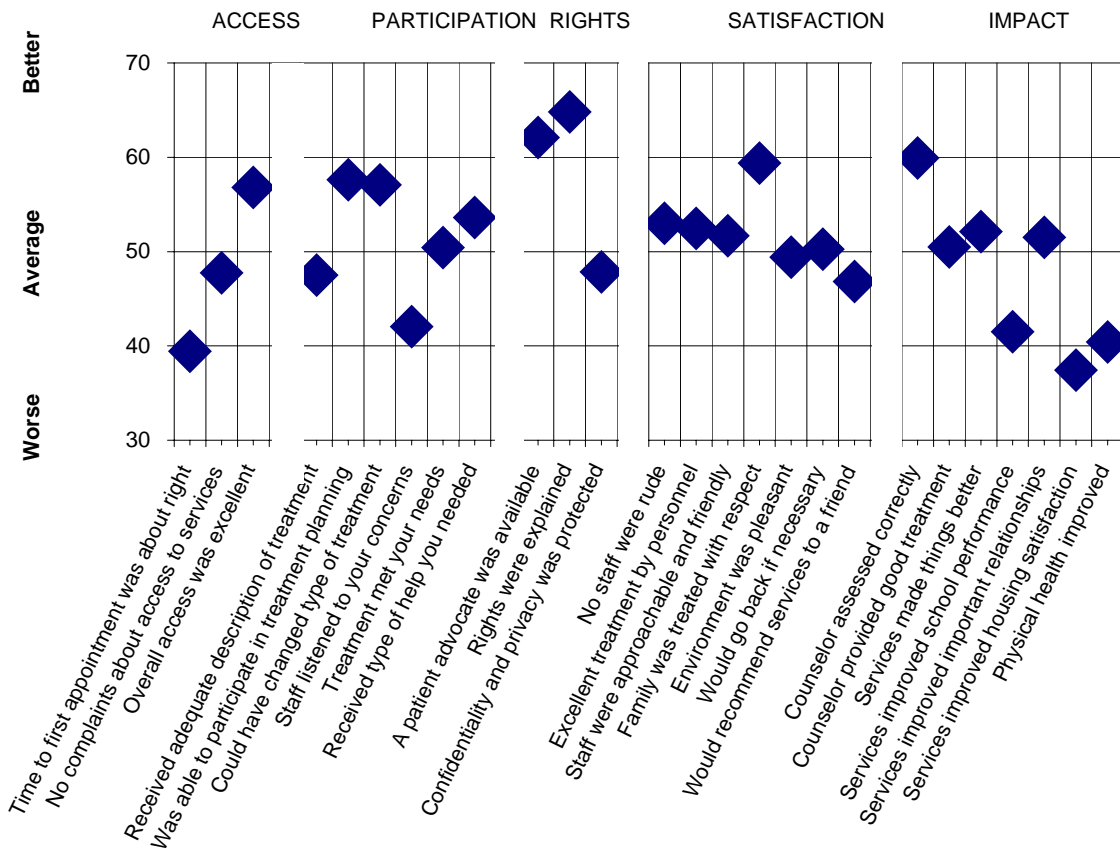 ACCESS
PARTICIPATION
RIGHTS
SATISFACTION
IMPACT
Better
Average
Worse
70
60
50
40
30
Time to first appointment was about right
No complaints about access to services
Overall access was excellent
Received adequate description of treatment
Was able to participate in treatment planning
Could have changed type of treatment
Staff listened to your concerns
Treatment met your needs
Received type of help you needed
A patient advocate was available
Rights were explained
Confidentiality and privacy was protected
No staff were rude
Excellent treatment by personnel
Staff were approachable and friendly
Family was treated with respect
Environment was pleasant
Would go back if necessary
Would recommend services to a friend
Counselor assessed correctly
Counselor provided good treatment
Services made things better
Services improved school performance
Services improved important relationships
Services improved housing satisfaction
Physical health improved